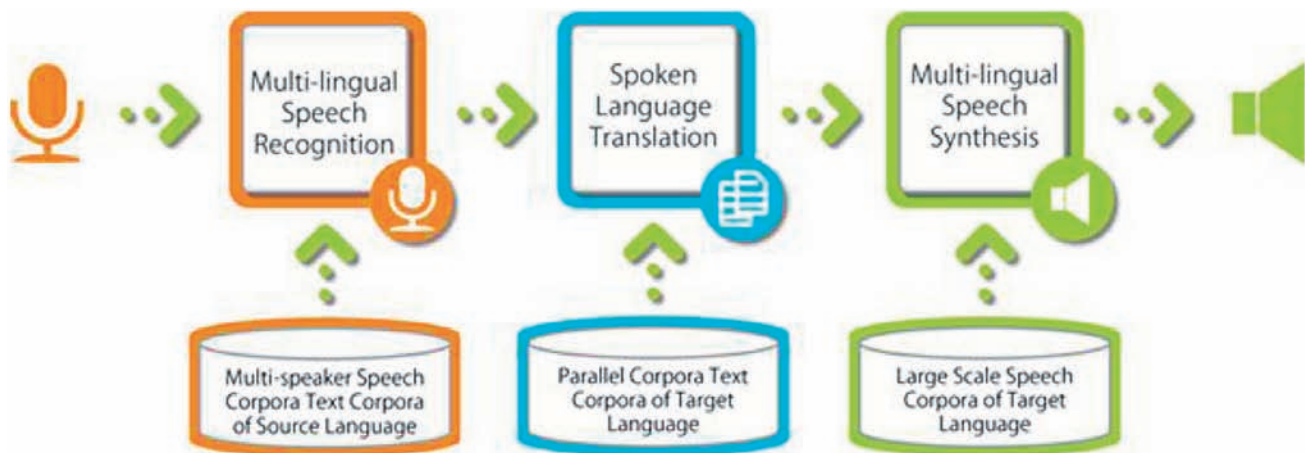 Multi-lingual
Speech
Recognition
Spoken
Language
Translation
Multi-lingual
Speech
Synthesis
Multi-speaker Speech
Corpora Text Corpora
of Source Language
Parallel Corpora Text
Corpora of Target
Language
Large Scale Speech
Corpora of Target
Language